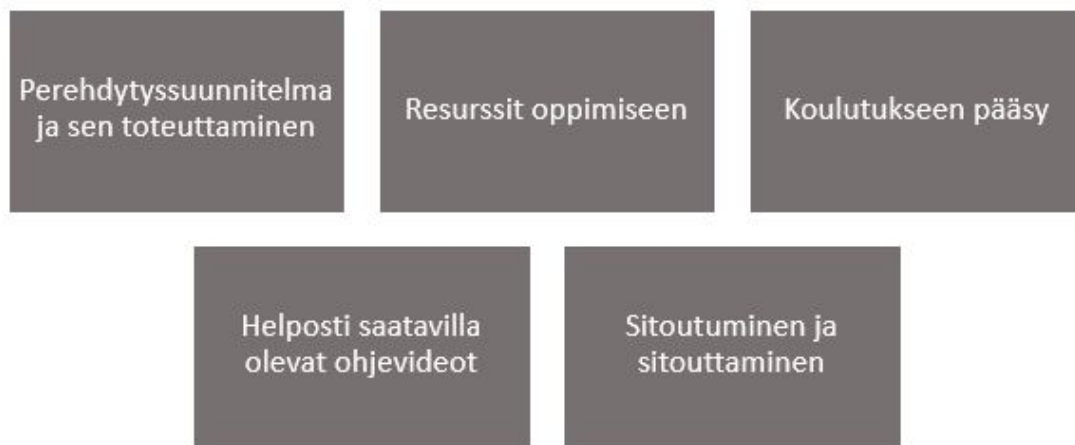 Perehdytyssuunnitelma
ja sen toteuttaminen
Resurssit oppimiseen
Koulutukseen pääsy
Helposti saatavilla
olevat ohjevideot
Sitoutuminen ja
sitouttaminen